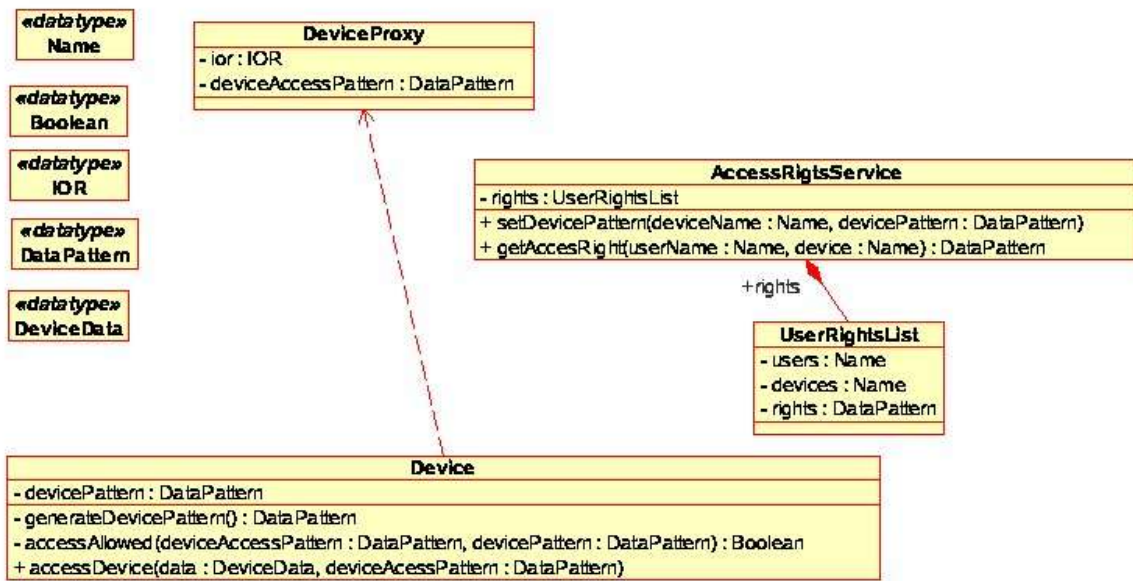 «datatype»
Name
«datatype»
Boolean
«datatype»
IOR
«datatype»
DataPattern
«datatype»
DeviceData
DeviceProxy
- ior : IOR
- deviceAccessPattern : DataPattern
AccessRigtsService
- rights : UserRightsList
+ setDevicePattern(deviceName : Name, devicePattern : DataPattern)
+ getAccesRight(userName : Name, device : Name) : DataPattern
+rights
UserRightsList
- users : Name
- devices : Name
- rights : DataPattern
Device
- devicePattern : DataPattern
- generateDevicePattern() : DataPattern
- accessAllowed(deviceAccessPattern : DataPattern, devicePattern : DataPattern) : Boolean
+ accessDevice(data : DeviceData, deviceAcessPattern : DataPattern)